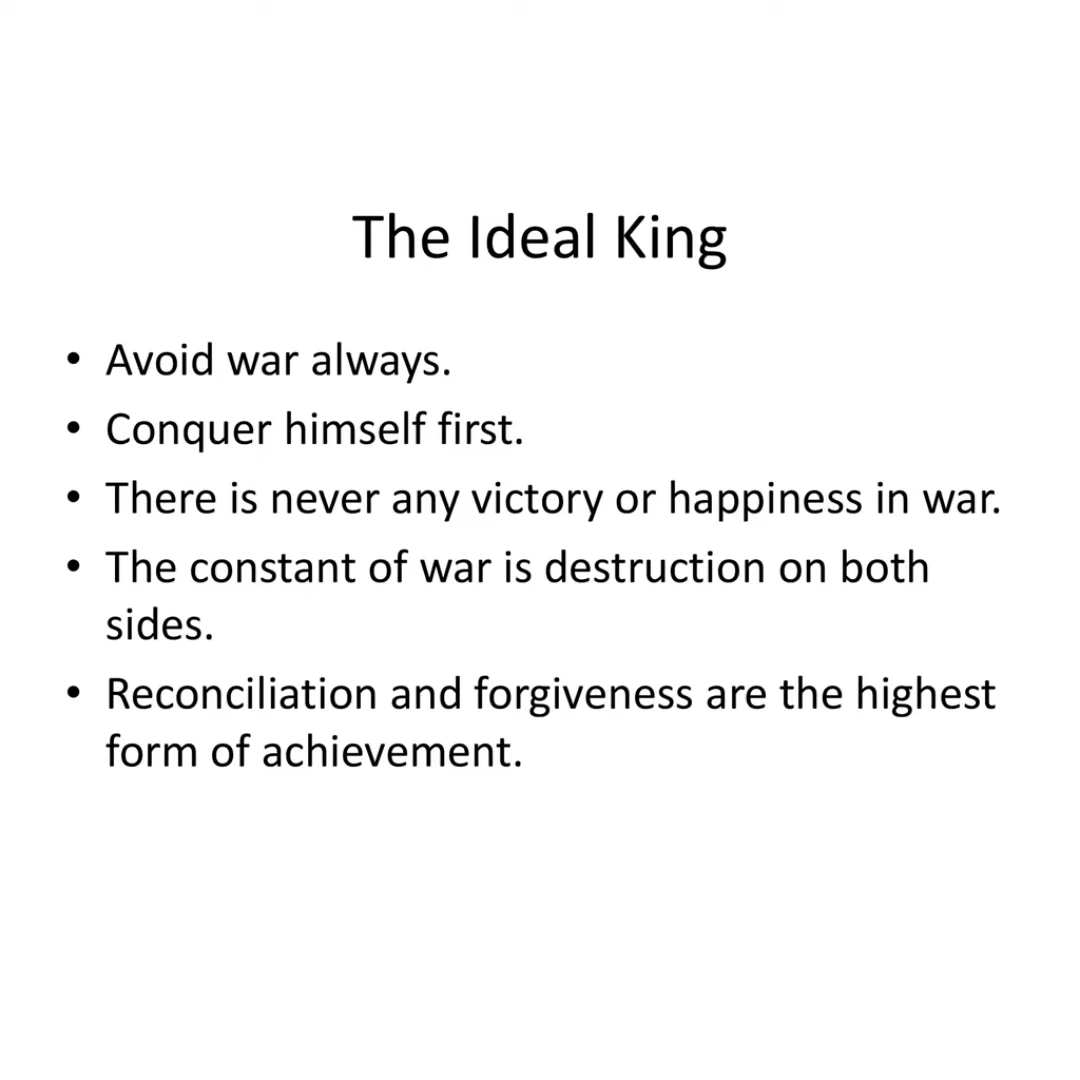 The Ideal King
• Avoid war always.
• Conquer himself first.
• There is never any victory or happiness in war.
• The constant of war is destruction on both
sides.
• Reconciliation and forgiveness are the highest
form of achievement.